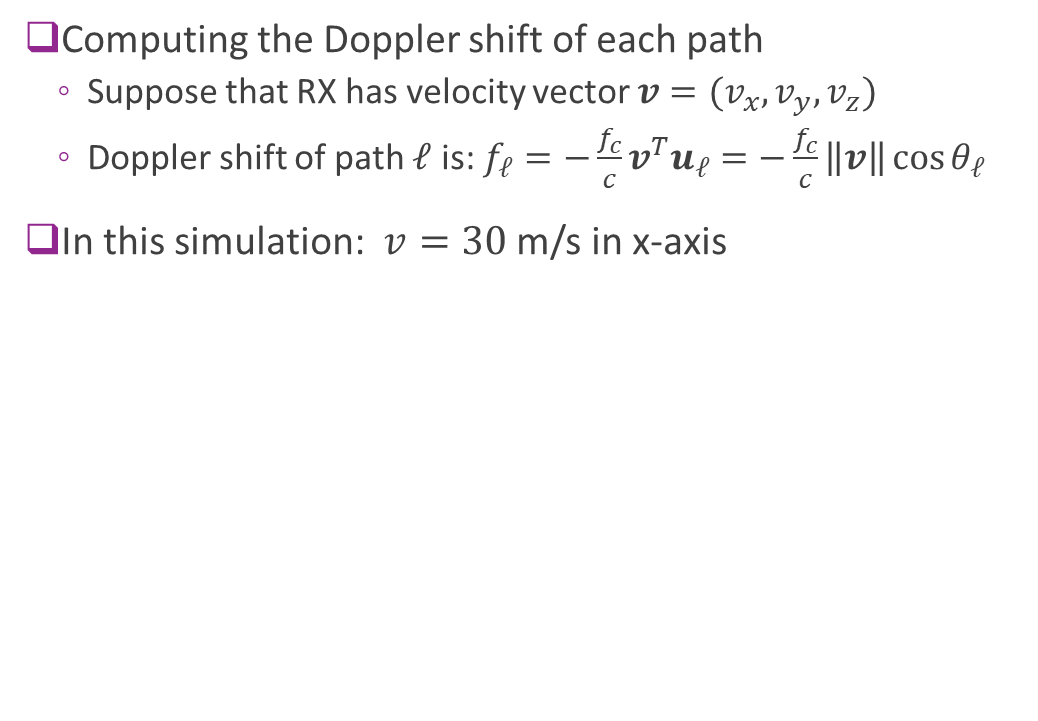 ❑Computing the Doppler shift of each path
◦ Suppose that RX has velocity vector 𝒗 = (𝑣ₓ, 𝑣_𝑦, 𝑣_𝑧)
◦ Doppler shift of path ℓ is: 𝑓_ℓ = −𝑓_𝑐/𝑐 𝒗^𝑇 𝒖_ℓ = −𝑓_𝑐/𝑐 ‖𝒗‖ cos 𝜃_ℓ
❑In this simulation: 𝑣 = 30 m/s in x-axis